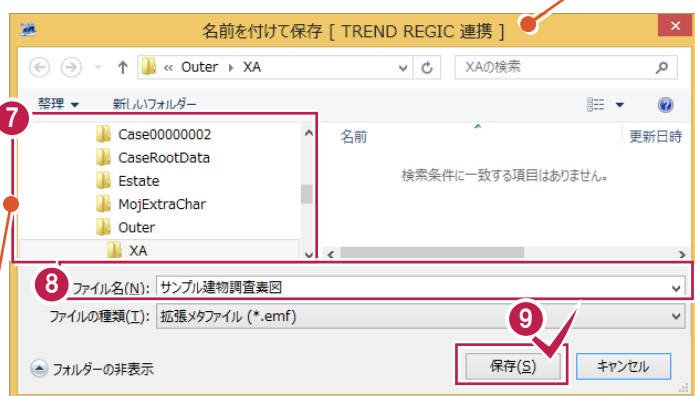 名前を付けて保存 [ TREND REGIC 連携 ]
« Outer XA
XAの検索
整理 新しいフォルダー
7
Case00000002
CaseRootData
Estate
MojExtraChar
Outer
XA
名前 更新日時
検索条件に一致する項目はありません。
8
ファイル名(N): サンプル建物調査素図
ファイルの種類(T): 拡張メタファイル (*.emf)
9
フォルダーの非表示 保存(S) キャンセル